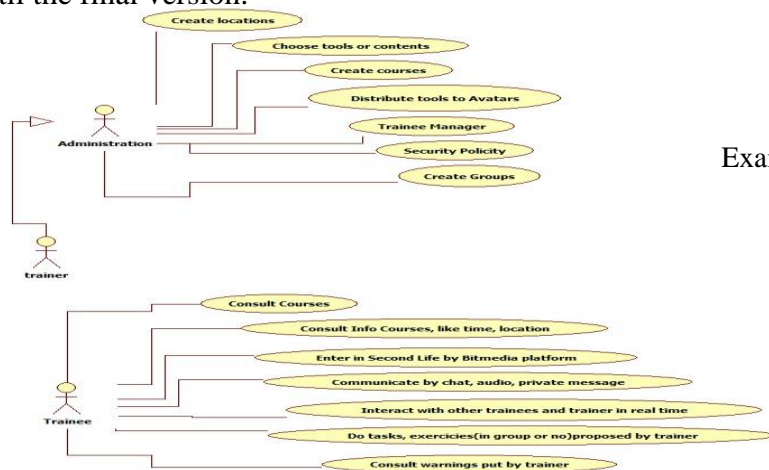 the final version.
Create locations
Choose tools or contents
Create courses
Distribute tools to Avatars
Administration
Trainee Manager
Security Policity
Create Groups
trainer
Consult Courses
Consult Info Courses, like time, location
Enter in Second Life by Bitmedia platform
Communicate by chat, audio, private message
Trainee
Interact with other trainees and trainer in real time
Do tasks, exercicies(in group or no)proposed by trainer
Consult warnings put by trainer